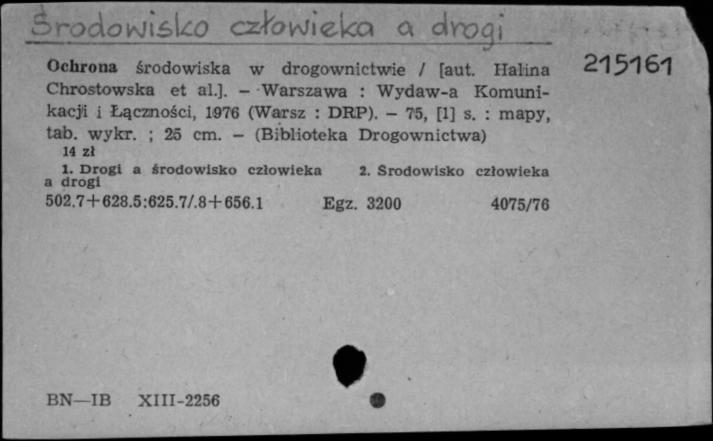 Środowisko człowieka a drogi
215161
Ochrona środowiska w drogownictwie / [aut. Halina
Chrostowska et al.]. — Warszawa : Wydaw-a Komuni-
kacji i Łączności, 1976 (Warsz : DRP). — 75, [1] s. : mapy,
tab. wykr. ; 25 cm. — (Biblioteka Drogownictwa)
14 zł
1. Drogi a środowisko człowieka 2. Srodowisko człowieka
a drogi
502.7+628.5:625.7/.8+656.1 Egz. 3200 4075/76
BN—IB XIII-2256